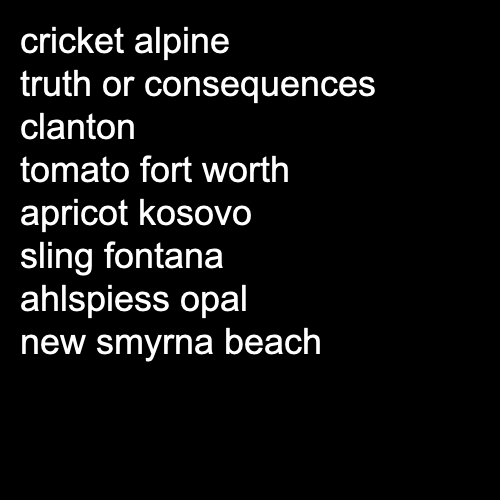 cricket alpine
truth or consequences
clanton
tomato fort worth
apricot kosovo
sling fontana
ahlspiess opal
new smyrna beach